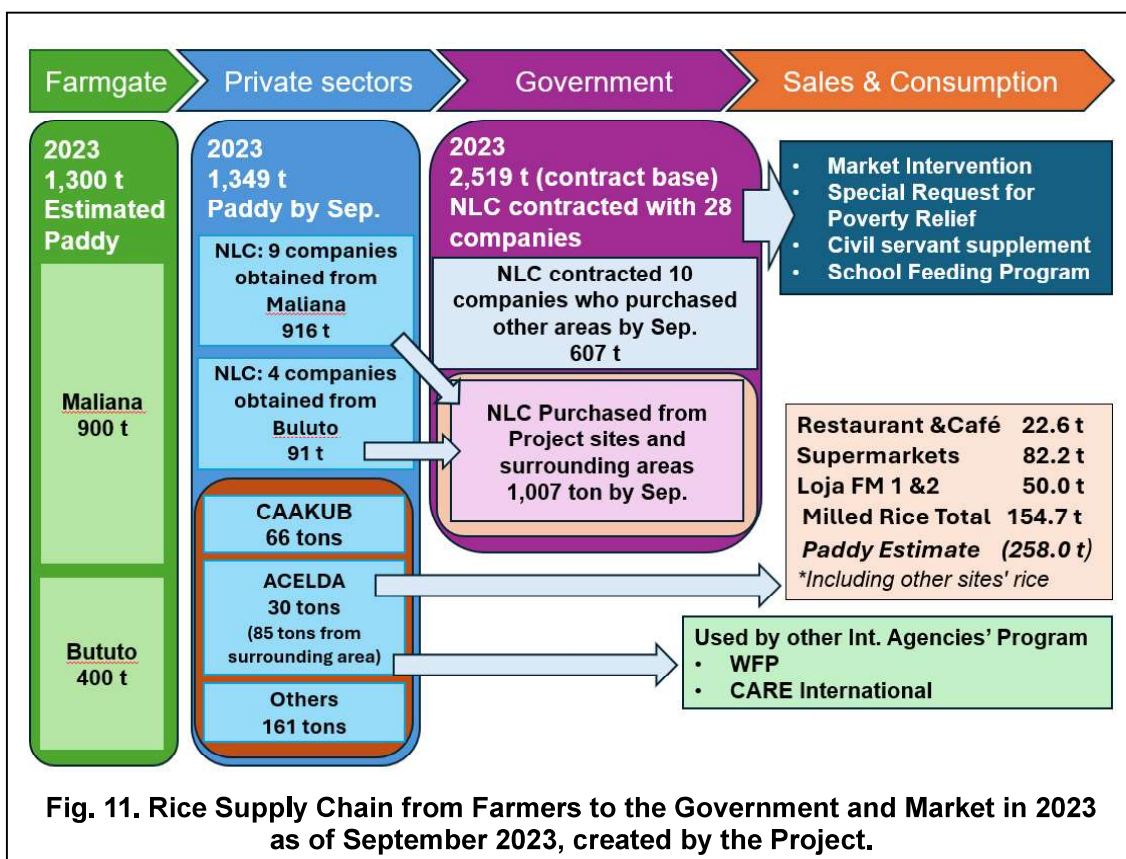 Farmgate
Private sectors
Government
Sales & Consumption
2023
1,300 t
Estimated
Paddy
Maliana
900 t
Bututo
400 t
2023
1,349 t
Paddy by Sep.
NLC: 9 companies
obtained from
Maliana
916 t
NLC: 4 companies
obtained from
Buluto
91 t
CAAKUB
66 tons
ACELDA
30 tons
(85 tons from
surrounding area)
Others
161 tons
2023
2,519 t (contract base)
NLC contracted with 28
companies
NLC contracted 10
companies who purchased
other areas by Sep.
607 t
NLC Purchased from
Project sites and
surrounding areas
1,007 ton by Sep.
• Market Intervention
• Special Request for
Poverty Relief
• Civil servant supplement
• School Feeding Program
Restaurant &Café 22.6 t
Supermarkets 82.2 t
Loja FM 1 &2 50.0 t
Milled Rice Total 154.7 t
Paddy Estimate (258.0 t)
*Including other sites' rice
Used by other Int. Agencies' Program
• WFP
• CARE International
Fig. 11. Rice Supply Chain from Farmers to the Government and Market in 2023
as of September 2023, created by the Project.